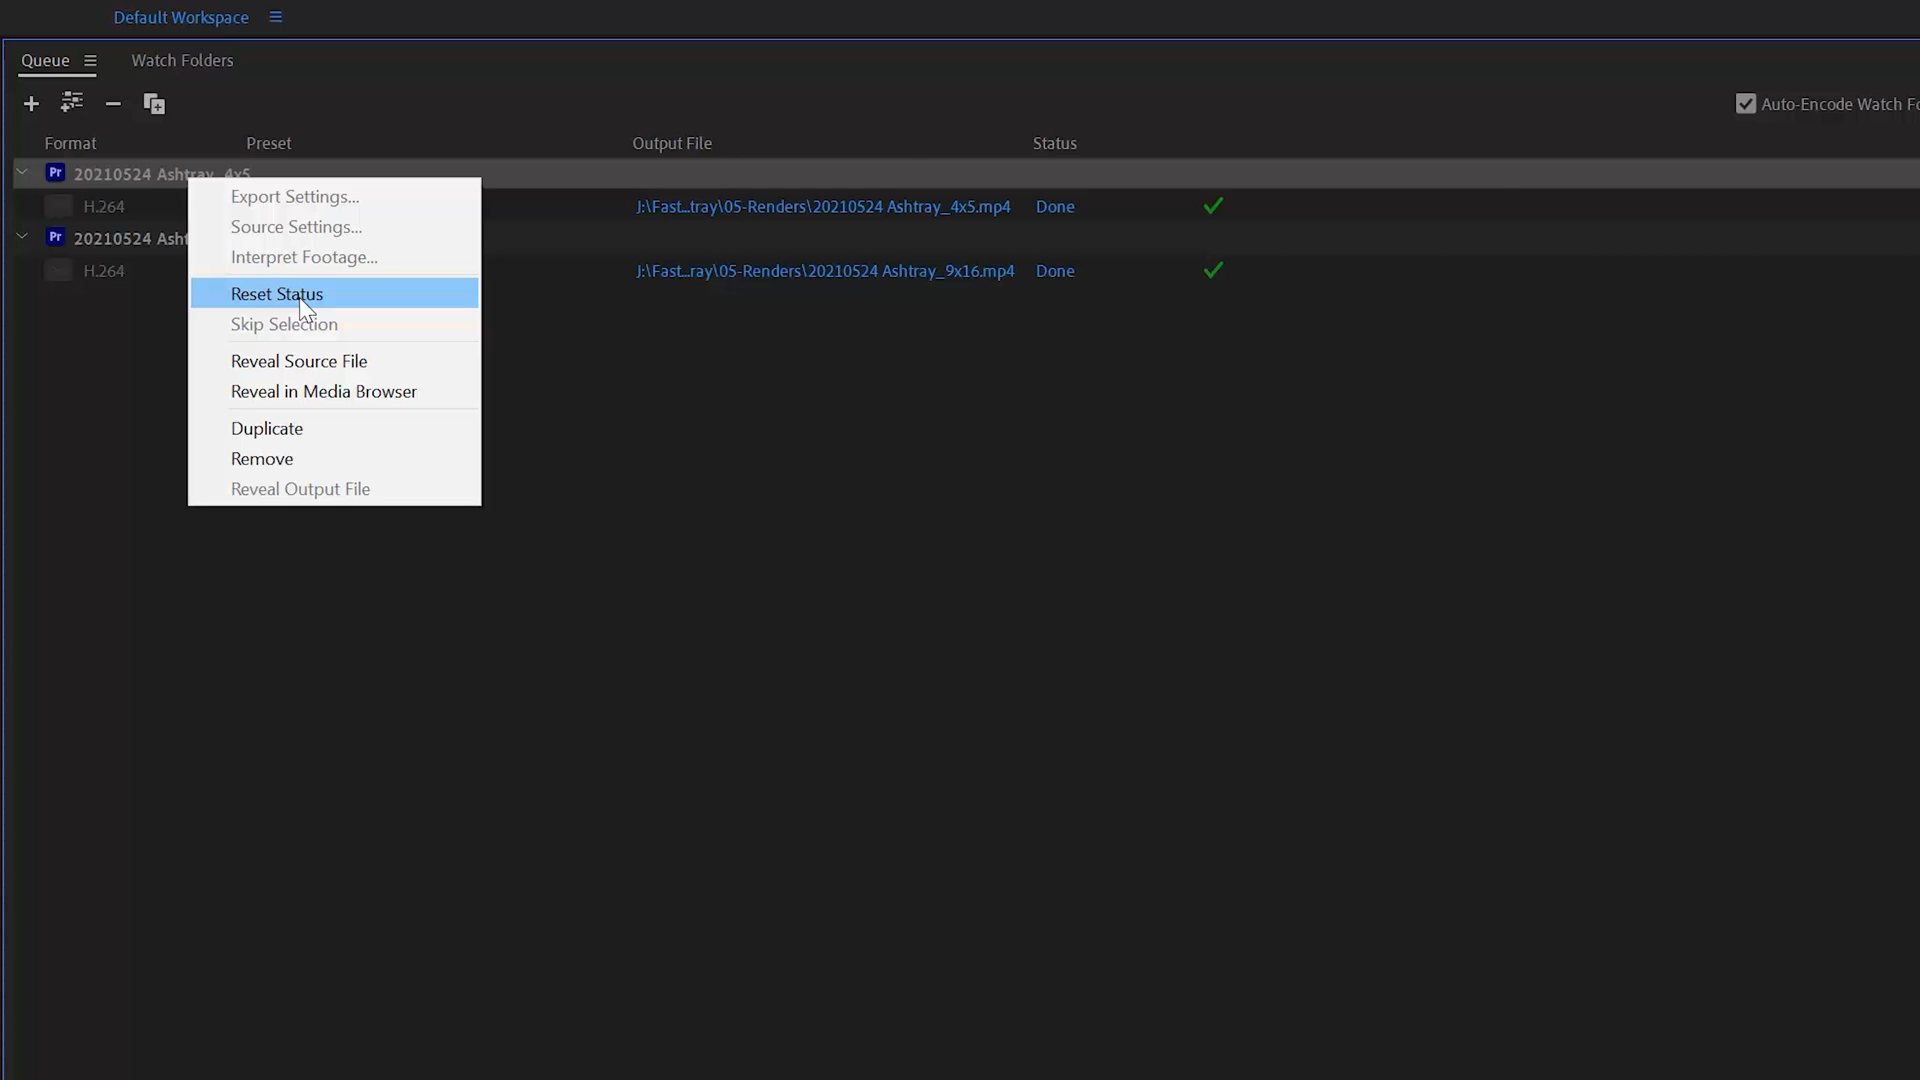 Default Workspace
Queue Watch Folders
Auto-Encode Watch
Format Preset Output File Status
Pr 20210524 Ashtray_4x5
H.264 J:\Fast...tray\05-Renders\20210524 Ashtray_4x5.mp4 Done
Pr 20210524
H.264 J:\Fast...ray\05-Renders\20210524 Ashtray_9x16.mp4 Done
Export Settings...
Source Settings...
Interpret Footage...
Reset Status
Skip Selection
Reveal Source File
Reveal in Media Browser
Duplicate
Remove
Reveal Output File